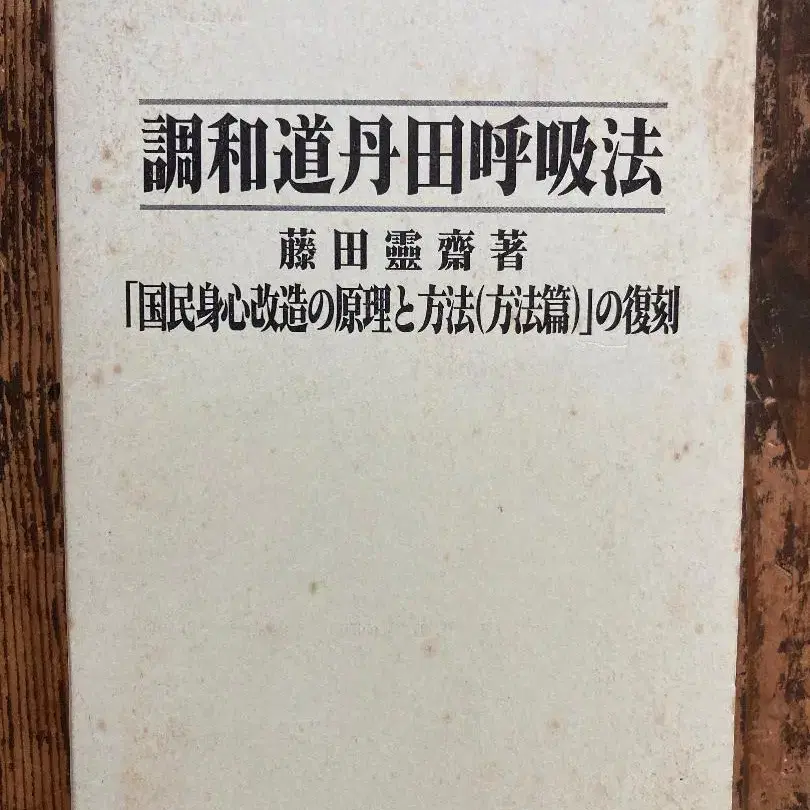 調和道丹田呼吸法
藤田靈齋著
「国民身心改造の原理と方法(方法篇)」の復刻